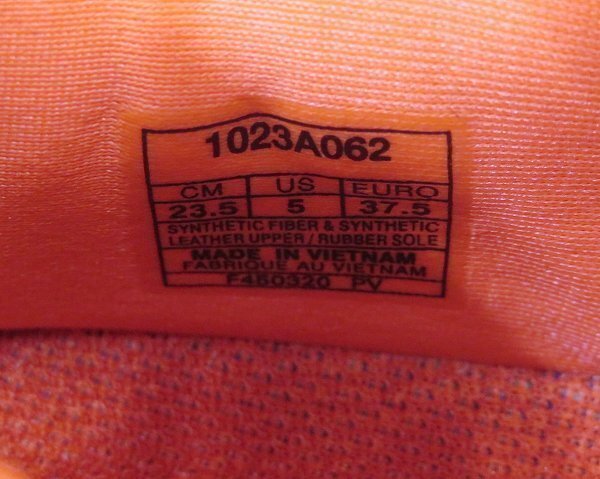 1023A062
CM US EURO
23.5 5 37.5
SYNTHETIC FIBER & SYNTHETIC
LEATHER UPPER / RUBBER SOLE
MADE IN VIETNAM
FABRIQUE AU VIETNAM
F460320 PV